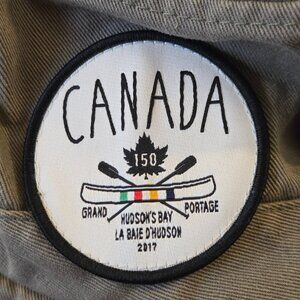 CANADA
150
GRAND PORTAGE
HUDSON'S BAY
LA BAIE D'HUDSON
2017